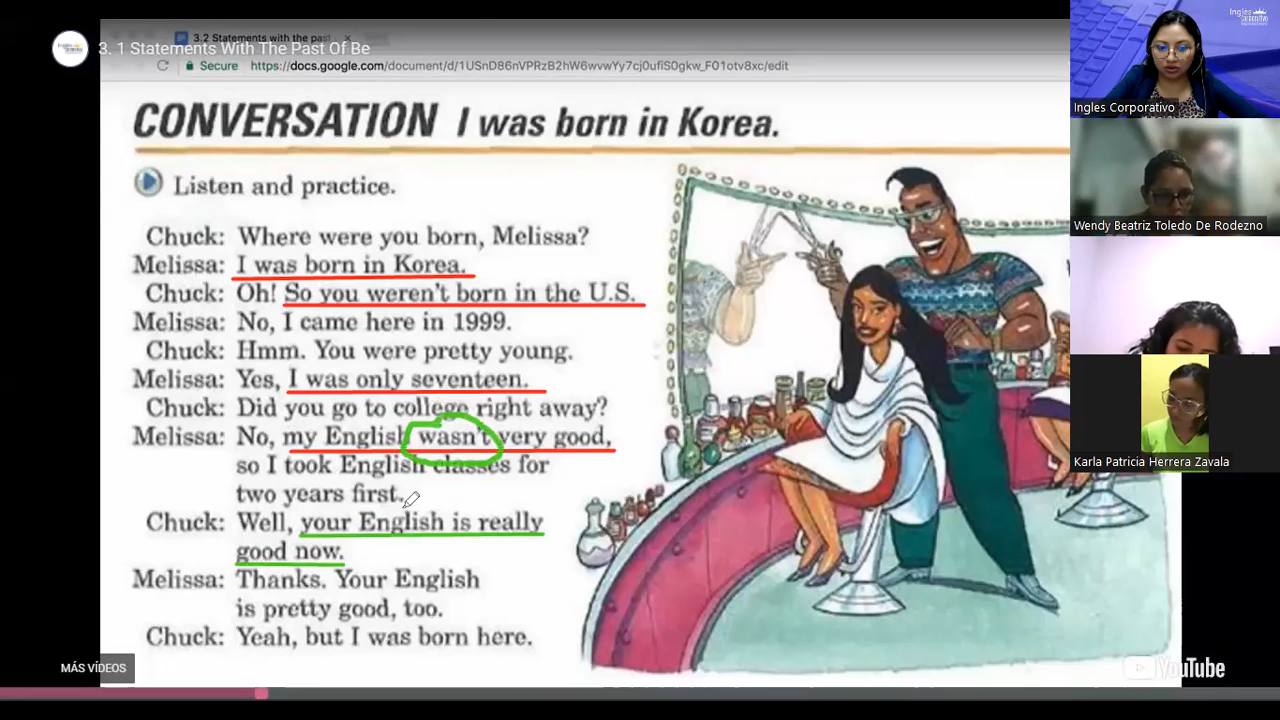 3.2 Statements with the past
3. 1 Statements With The Past Of Be
Secure
https://docs.google.com/document/d/1USnD86nVPRzB2hW6wvwYy7cj0ufiS0gkw_F01otv8xc/edit
CONVERSATION I was born in Korea.
Listen and practice.
Chuck: Where were you born, Melissa?
Melissa: I was born in Korea.
Chuck: Oh! So you weren't born in the U.S.
Melissa: No, I came here in 1999.
Chuck: Hmm. You were pretty young.
Melissa: Yes, I was only seventeen.
Chuck: Did you go to college right away?
Melissa: No, my English wasn't very good,
so I took English classes for
two years first.
Chuck: Well, your English is really
good now.
Melissa: Thanks. Your English
is pretty good, too.
Chuck: Yeah, but I was born here.
MÁS VÍDEOS
YouTube
Ingles
corporativo
Ingles Corporativo
Wendy Beatriz Toledo De Rodezno
Karla Patricia Herrera Zavala